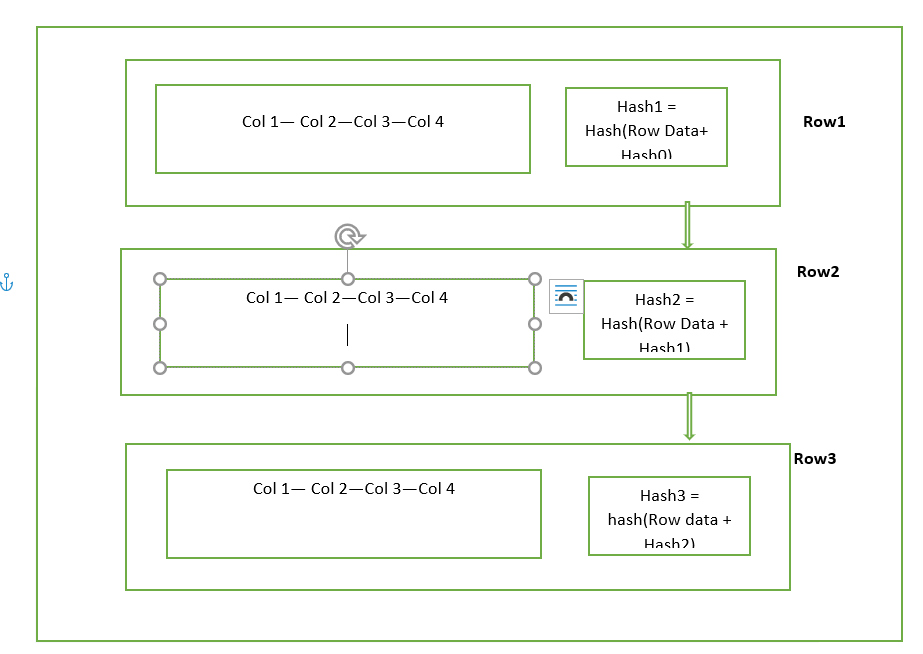 Col 1— Col 2—Col 3—Col 4
Hash1 =
Hash(Row Data+
Hash0)
Row1
Row2
Col 1— Col 2—Col 3—Col 4
Hash2 =
Hash(Row Data +
Hash1)
Row3
Col 1— Col 2—Col 3—Col 4
Hash3 =
hash(Row data +
Hash2)